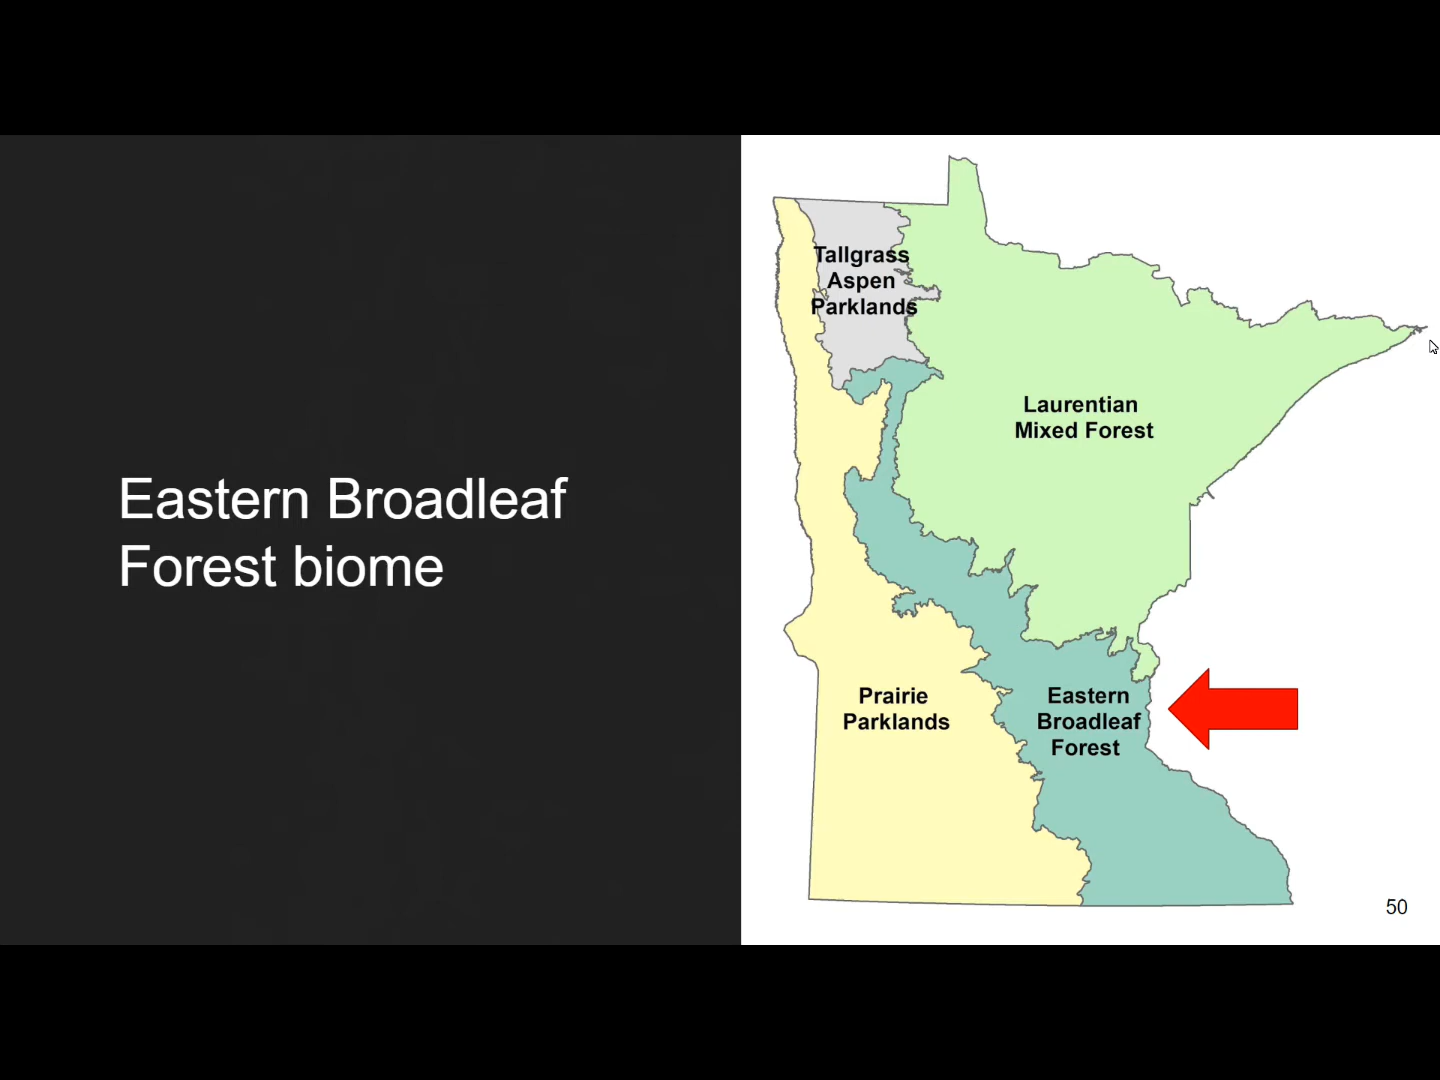 Eastern Broadleaf
Forest biome
Tallgrass
Aspen
Parklands
Laurentian
Mixed Forest
Prairie
Parklands
Eastern
Broadleaf
Forest
50